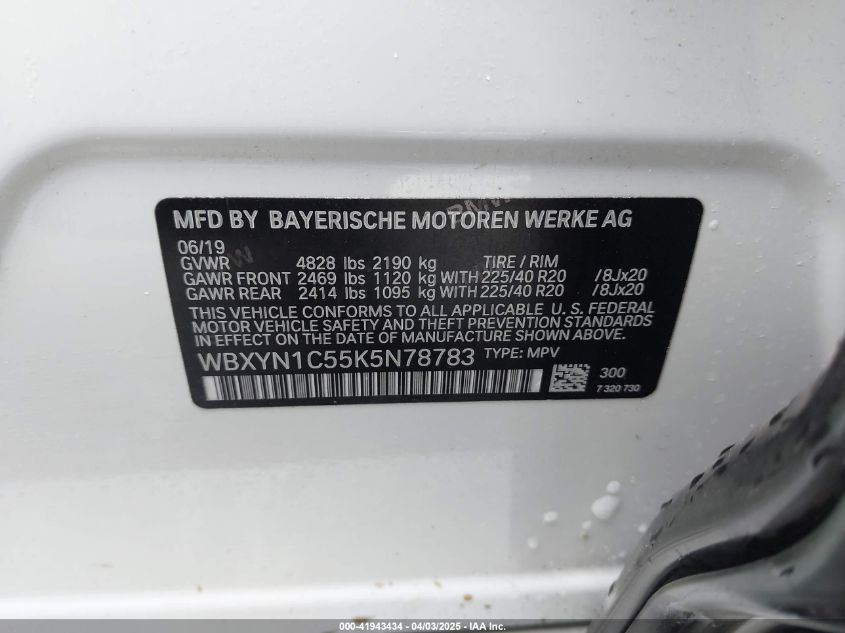 MFD BY BAYERISCHE MOTOREN WERKE AG
06/19
GVWR 4828 lbs 2190 kg TIRE / RIM
GAWR FRONT 2469 lbs 1120 kg WITH 225/40 R20 /8Jx20
GAWR REAR 2414 lbs 1095 kg WITH 225/40 R20 /8Jx20
THIS VEHICLE CONFORMS TO ALL APPLICABLE U. S. FEDERAL
MOTOR VEHICLE SAFETY AND THEFT PREVENTION STANDARDS
IN EFFECT ON THE DATE OF MANUFACTURE SHOWN ABOVE.
WBXYN1C55K5N78783 TYPE: MPV
300
7 320 730
000-41943434 - 04/03/2025 - IAA, Inc.